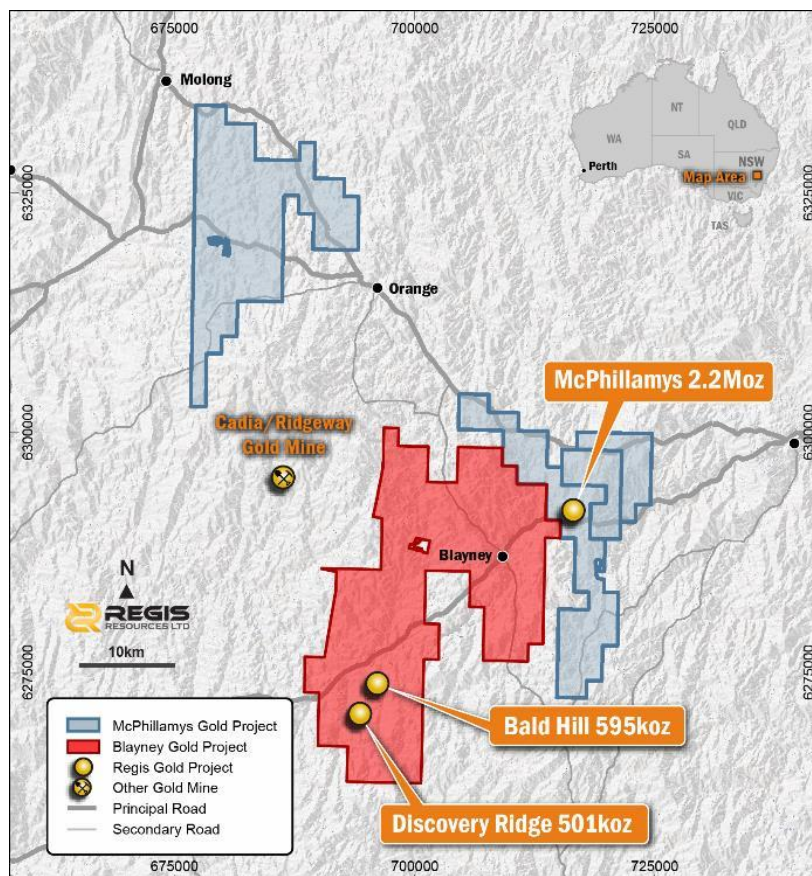 675000
700000
725000
Molong
NT
QLD
WA
SA
NSW
Perth
Map Area
VIC
TAS
6325000
6325000
Orange
McPhillamys 2.2Moz
6300000
6300000
Cadia/Ridgeway
Gold Mine
Blayney
N
REGIS
RESOURCES LTD
10km
6275000
6275000
Bald Hill 595koz
Discovery Ridge 501koz
McPhillamys Gold Project
Blayney Gold Project
Regis Gold Project
Other Gold Mine
Principal Road
Secondary Road
675000
700000
725000